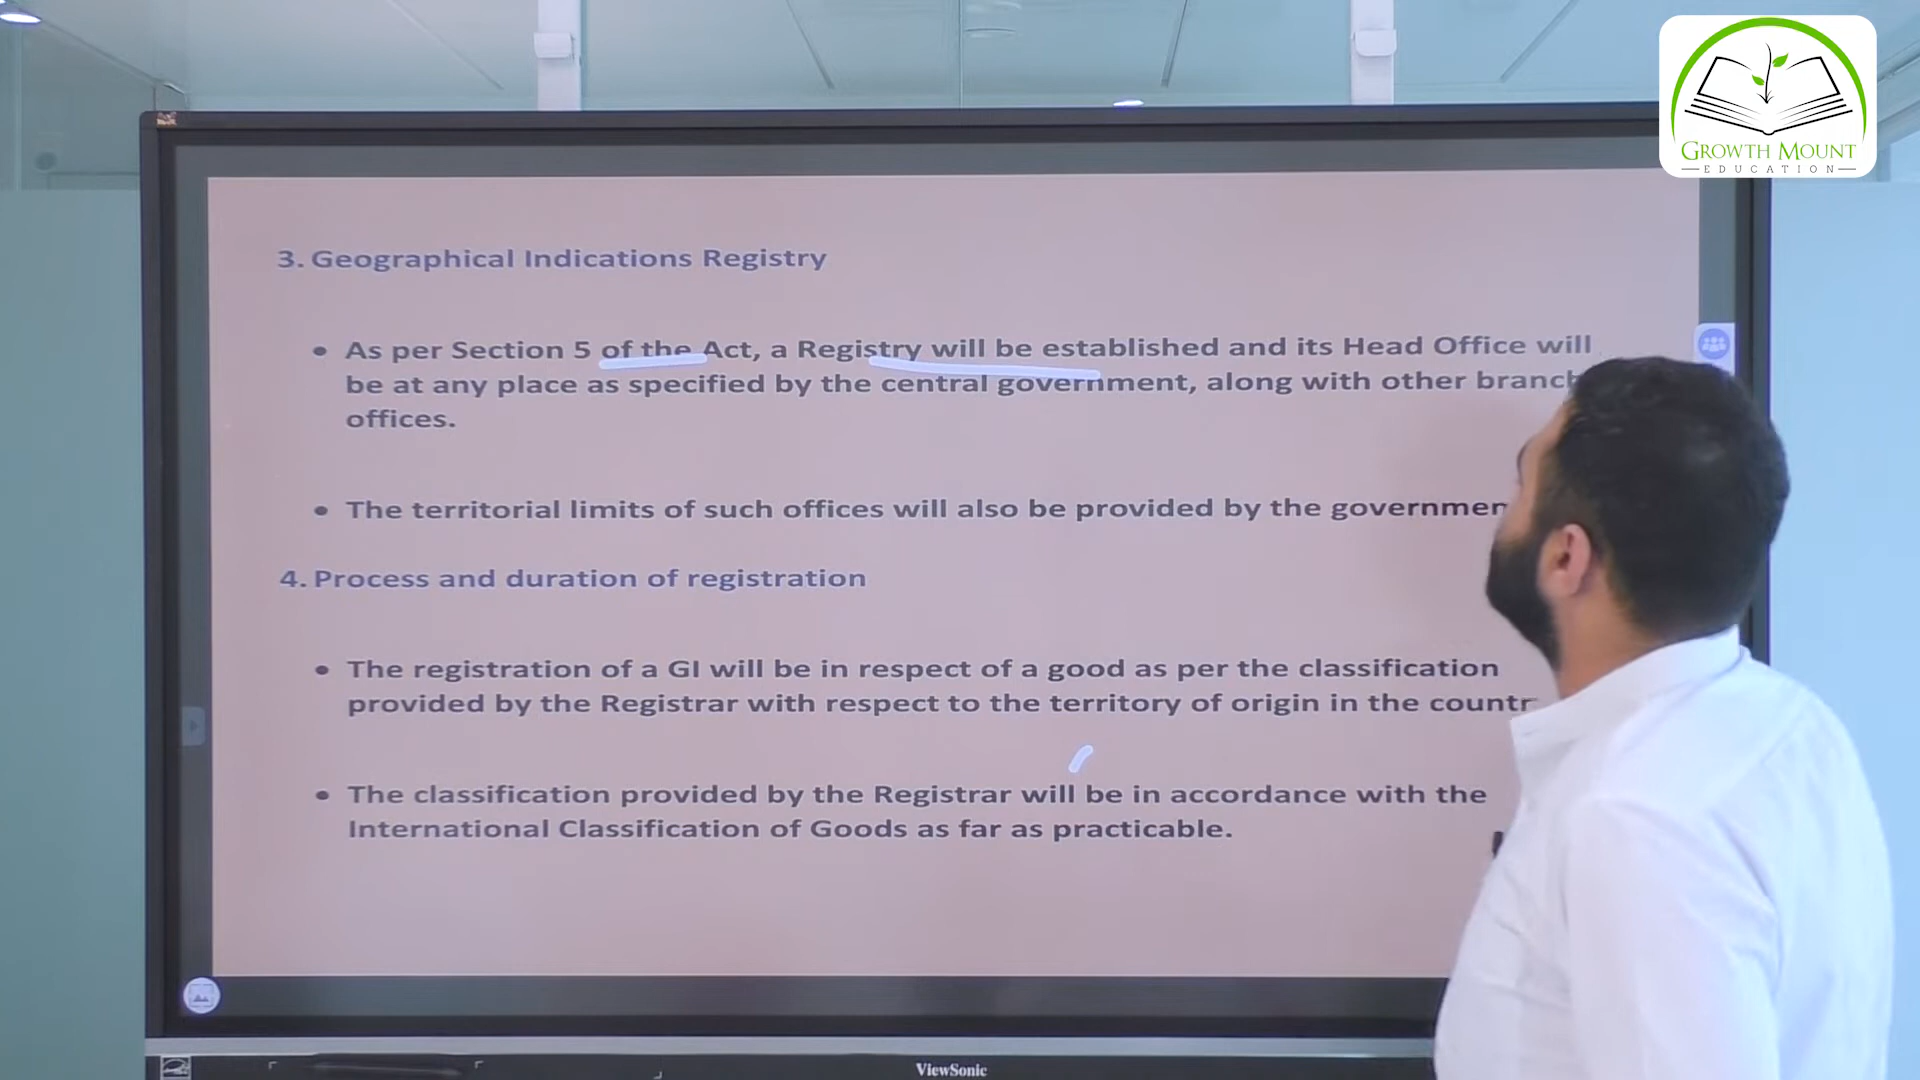 GROWTH MOUNT
EDUCATION
3. Geographical Indications Registry
• As per Section 5 of the Act, a Registry will be established and its Head Office will
be at any place as specified by the central government, along with other branch
offices.
• The territorial limits of such offices will also be provided by the governmen
4. Process and duration of registration
• The registration of a GI will be in respect of a good as per the classification
provided by the Registrar with respect to the territory of origin in the countr
• The classification provided by the Registrar will be in accordance with the
International Classification of Goods as far as practicable.
ViewSonic